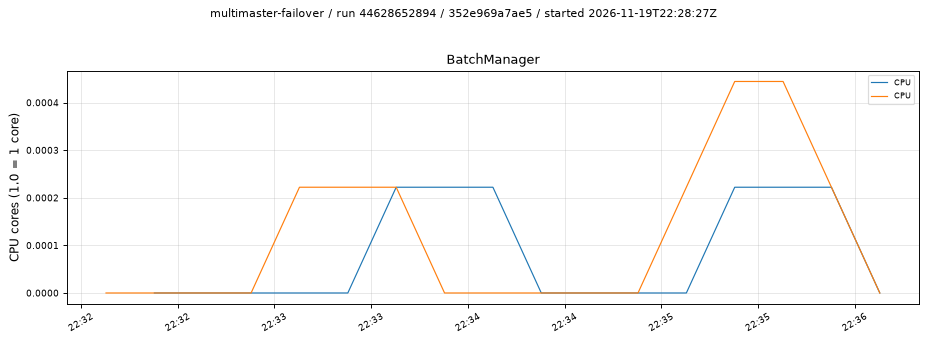 multimaster-failover / run 44628652894 / 352e969a7ae5 / started 2026-11-19T22:28:27Z
BatchManager
CPU
CPU
CPU cores (1.0 = 1 core)
0.0004
0.0003
0.0002
0.0001
0.0000
22:32
22:32
22:33
22:33
22:34
22:34
22:35
22:35
22:36